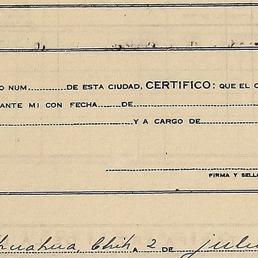 O NUM........DE ESTA CIUDAD, CERTIFICO: QUE EL C
ANTE MI CON FECHA........DE........
Y A CARGO DE........
FIRMA Y SELL
huahua, Chih. A 2 DE julio